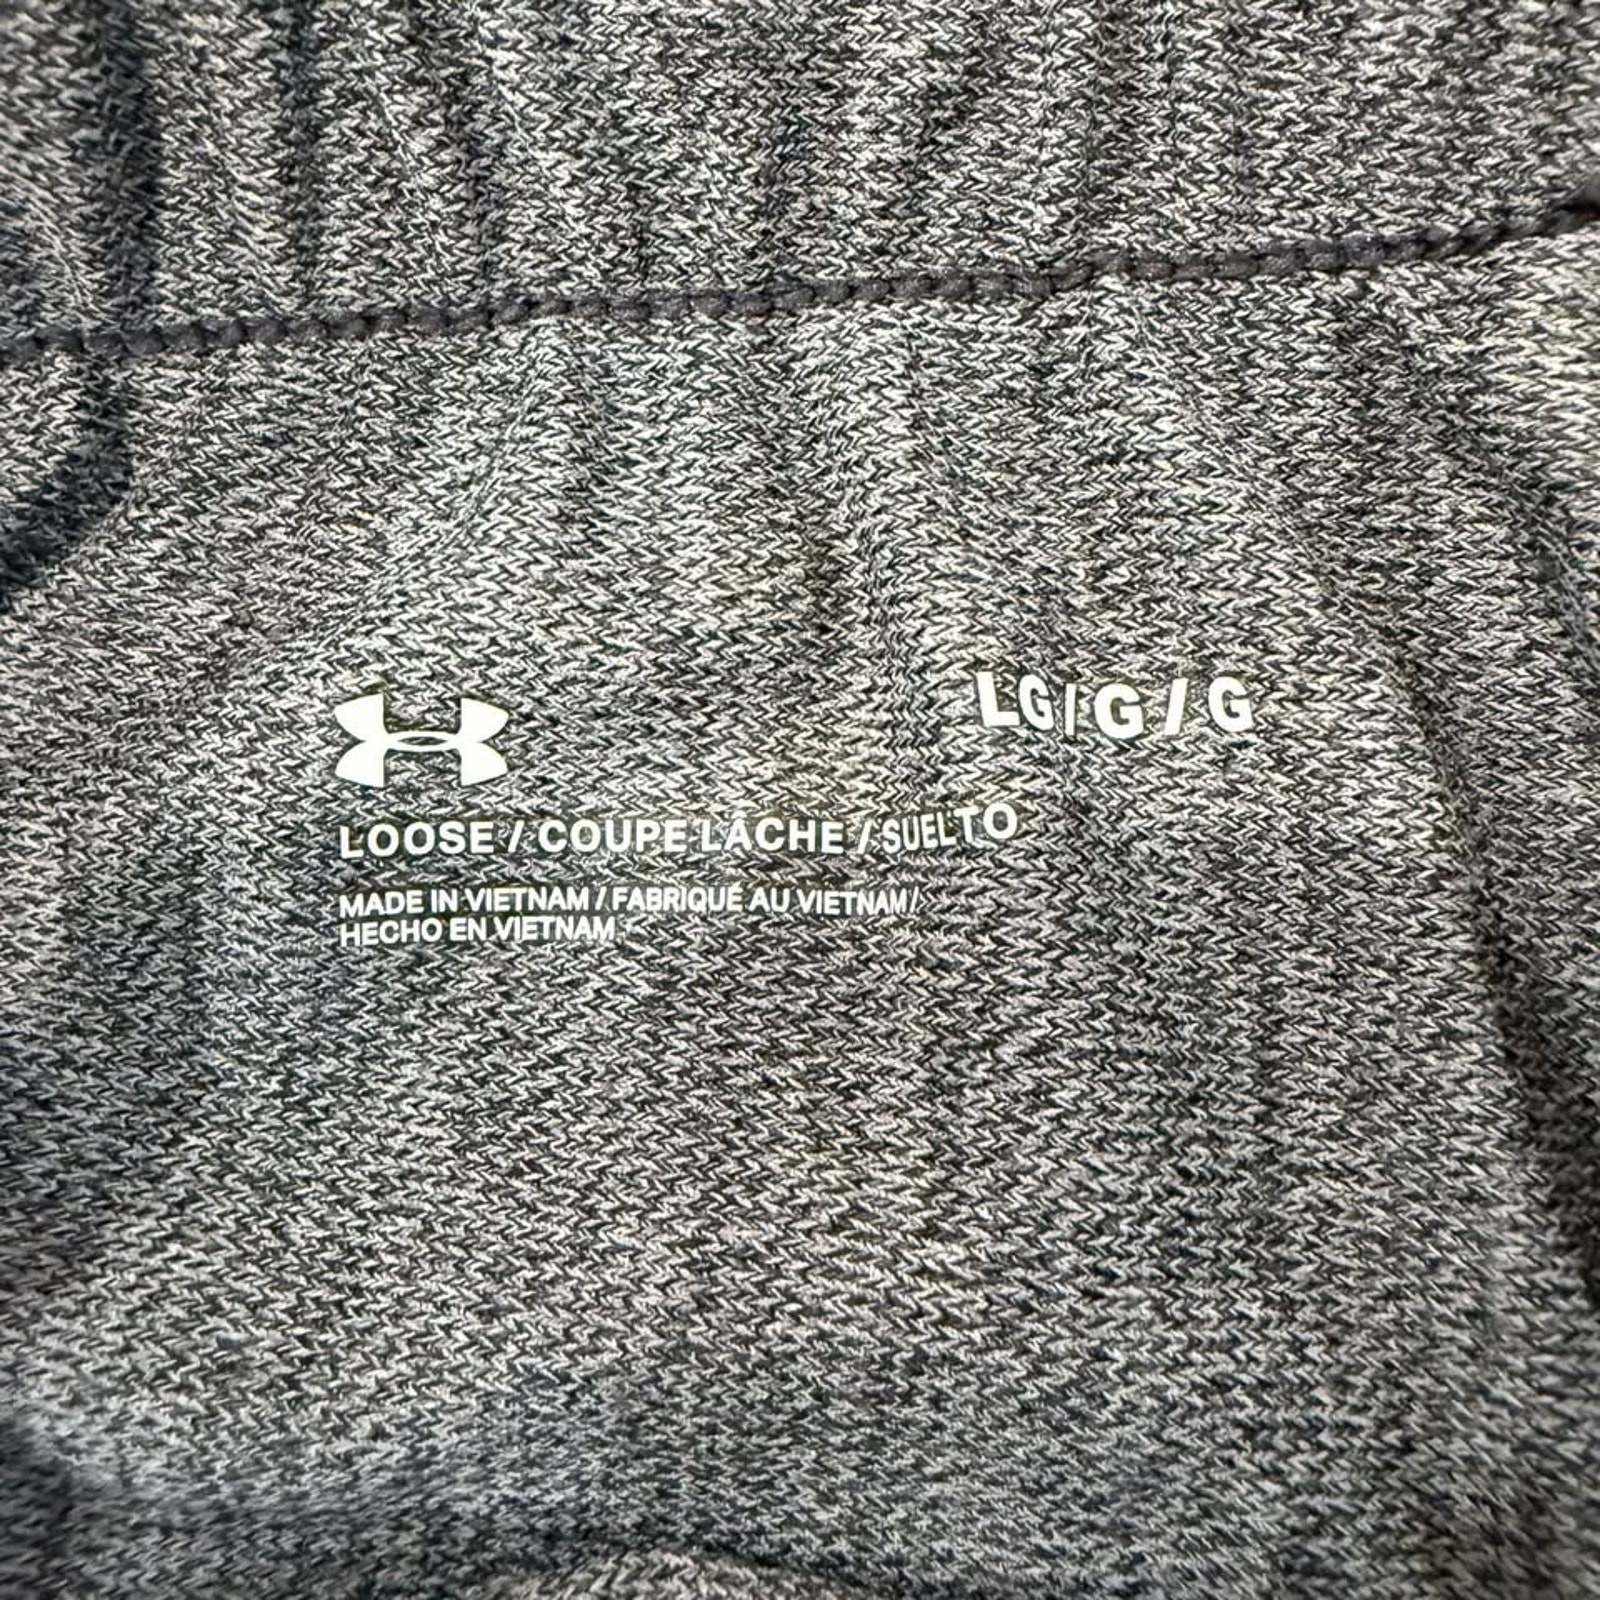 LG / G / G
LOOSE / COUPE LÂCHE / SUELTO
MADE IN VIETNAM / FABRIQUÉ AU VIETNAM /
HECHO EN VIETNAM